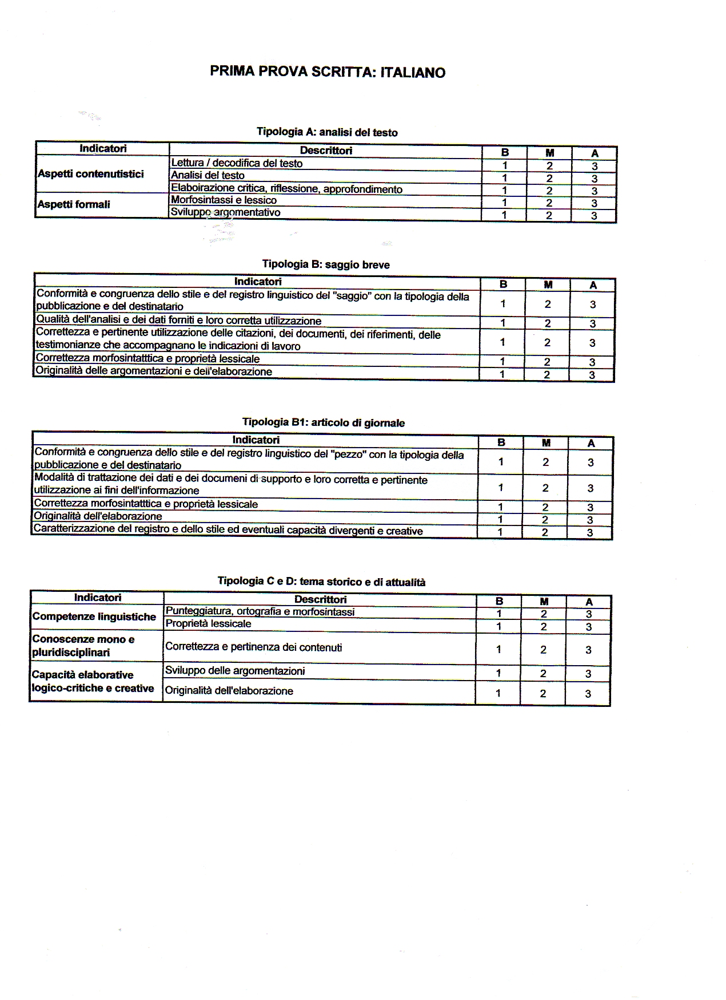 PRIMA PROVA SCRITTA: ITALIANO
Tipologia A: analisi del testo
Indicatori Descrittori B M A
Aspetti contenutistici Lettura / decodifica del testo 1 2 3
Analisi del testo 1 2 3
Elaboirazione critica, riflessione, approfondimento 1 2 3
Aspetti formali Morfosintassi e lessico 1 2 3
Sviluppo argomentativo 1 2 3
Tipologia B: saggio breve
Indicatori B M A
Conformità e congruenza dello stile e del registro linguistico del "saggio" con la tipologia della
pubblicazione e del destinatario 1 2 3
Qualità dell'analisi e dei dati forniti e loro corretta utilizzazione 1 2 3
Correttezza e pertinente utilizzazione delle citazioni, dei documenti, dei riferimenti, delle
testimonianze che accompagnano le indicazioni di lavoro 1 2 3
Correttezza morfosintatttica e proprietà lessicale 1 2 3
Originalità delle argomentazioni e dell'elaborazione 1 2 3
Tipologia B1: articolo di giornale
Indicatori B M A
Conformità e congruenza dello stile e del registro linguistico del "pezzo" con la tipologia della
pubblicazione e del destinatario 1 2 3
Modalità di trattazione dei dati e dei documeni di supporto e loro corretta e pertinente
utilizzazione ai fini dell'informazione 1 2 3
Correttezza morfosintatttica e proprietà lessicale 1 2 3
Originalità dell'elaborazione 1 2 3
Caratterizzazione del registro e dello stile ed eventuali capacità divergenti e creative 1 2 3
Tipologia C e D: tema storico e di attualità
Indicatori Descrittori B M A
Competenze linguistiche Punteggiatura, ortografia e morfosintassi 1 2 3
Proprietà lessicale 1 2 3
Conoscenze mono e
pluridisciplinari Correttezza e pertinenza dei contenuti 1 2 3
Capacità elaborative Sviluppo delle argomentazioni 1 2 3
logico-critiche e creative Originalità dell'elaborazione 1 2 3